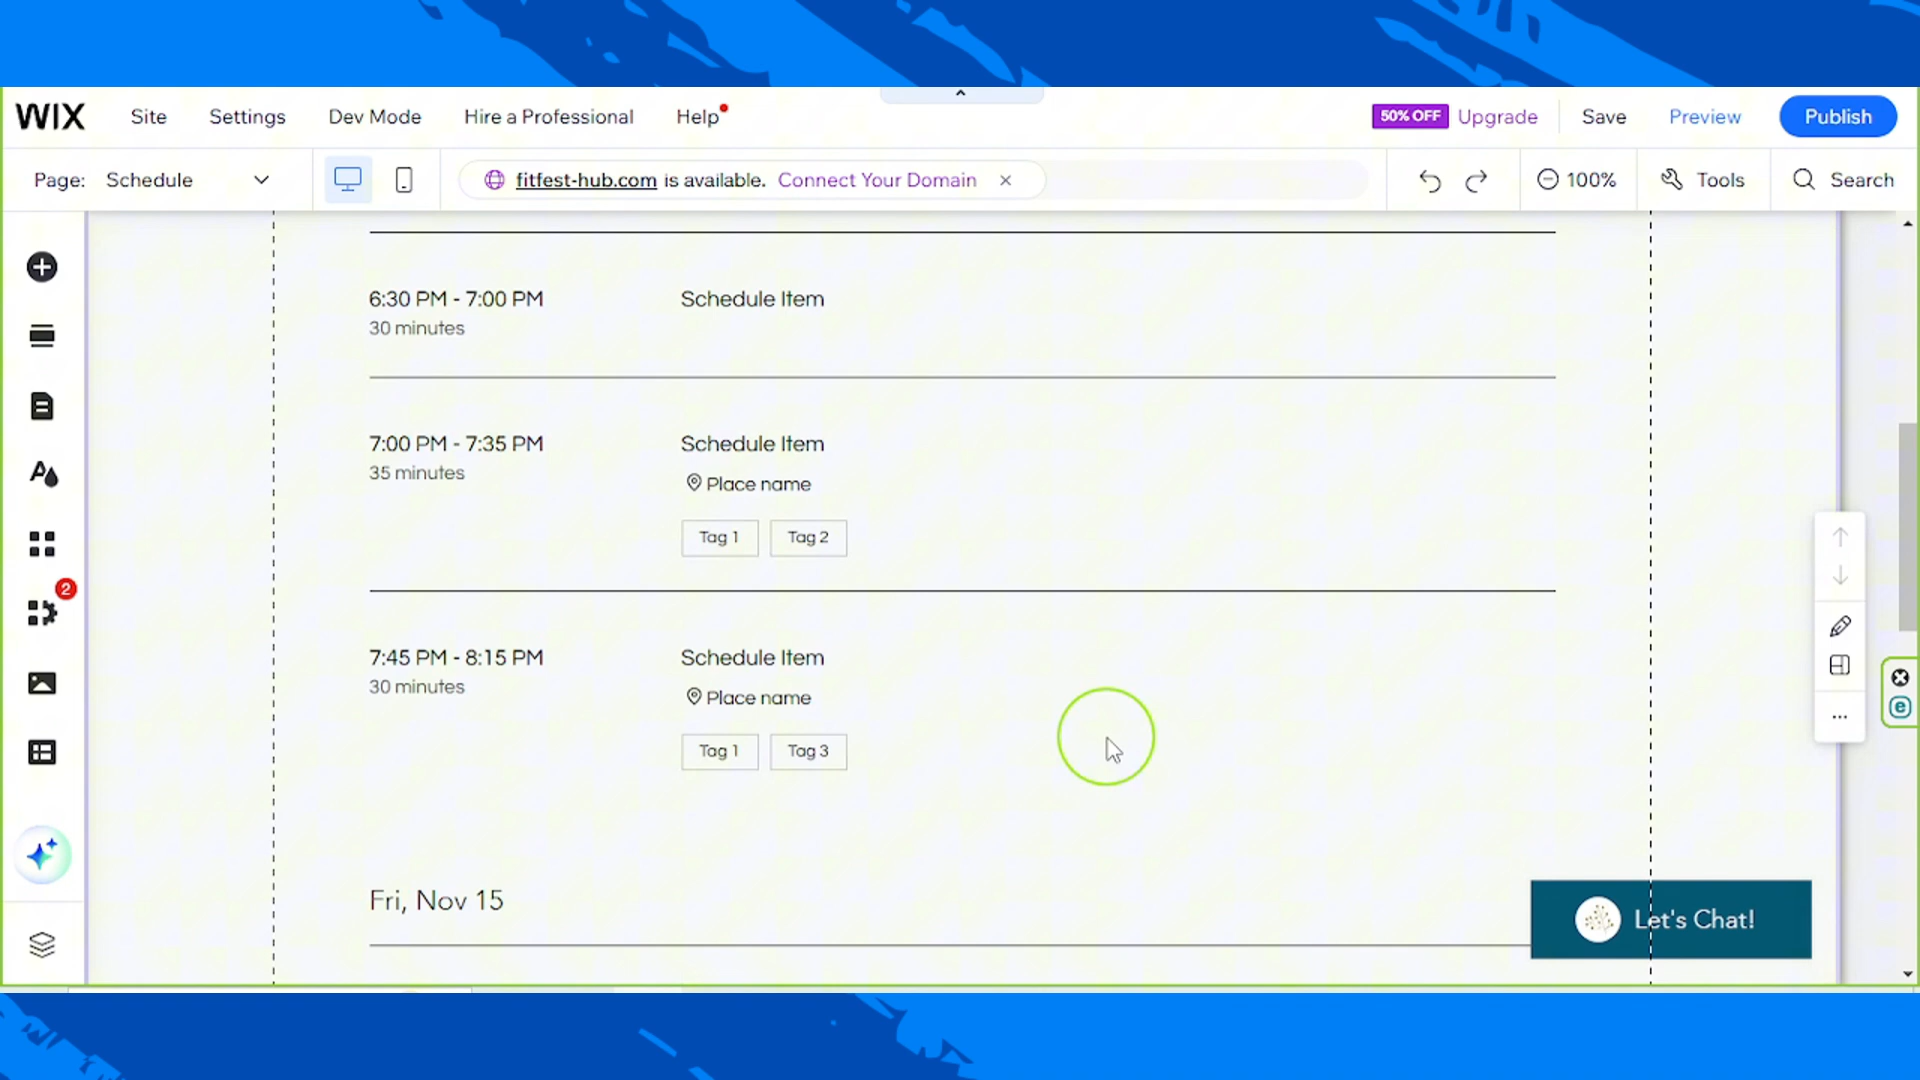 WIX Site Settings Dev Mode Hire a Professional Help 50% OFF Upgrade Save Preview Publish
Page: Schedule fitfest-hub.com is available. Connect Your Domain 100% Tools Search
6:30 PM - 7:00 PM Schedule Item
30 minutes
7:00 PM - 7:35 PM Schedule Item
35 minutes
Place name
Tag 1 Tag 2
2
7:45 PM - 8:15 PM Schedule Item
30 minutes
Place name
Tag 1 Tag 3
Fri, Nov 15
Let's Chat!